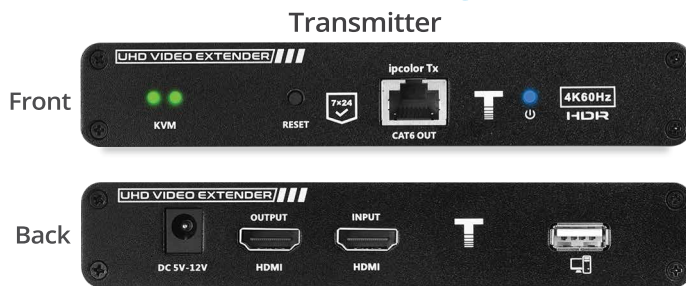 Transmitter
Front
UHD VIDEO EXTENDER
KVM
RESET
7×24
ipcolor Tx
CAT6 OUT
T
4K60Hz
HDR
Back
UHD VIDEO EXTENDER
DC 5V-12V
OUTPUT
HDMI
INPUT
HDMI
T